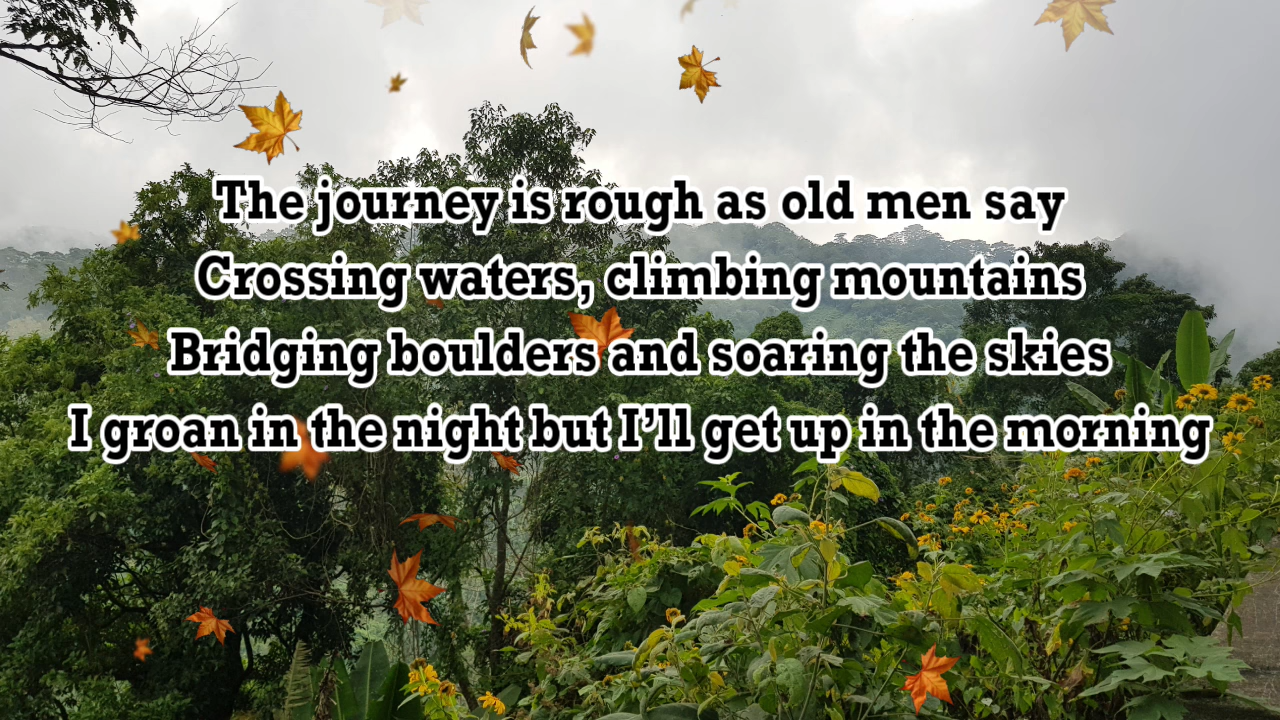 The journey is rough as old men say
Crossing waters, climbing mountains
Bridging boulders and soaring the skies
I groan in the night but I’ll get up in the morning